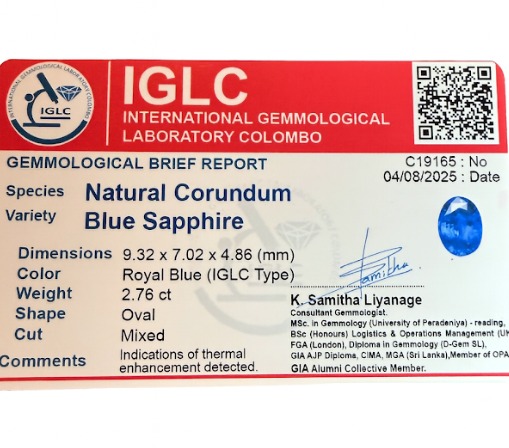 IGLC
INTERNATIONAL GEMMOLOGICAL
LABORATORY COLOMBO
INTERNATIONAL GEMMOLOGICAL LABORATORY COLOMBO
IGLC
GEMMOLOGICAL BRIEF REPORT
C19165 : No
04/08/2025 : Date
Species Natural Corundum
Variety Blue Sapphire
Dimensions 9.32 x 7.02 x 4.86 (mm)
Color Royal Blue (IGLC Type)
Weight 2.76 ct
Shape Oval
Cut Mixed
Comments Indications of thermal
enhancement detected.
Samitha
K. Samitha Liyanage
Consultant Gemmologist.
MSc. in Gemmology (University of Peradeniya) - reading,
BSc (Honours) Logistics & Operations Management (UK
FGA (London), Diploma in Gemmology (D-Gem SL),
GIA AJP Diploma, CIMA, MGA (Sri Lanka),Member of OPA
GIA Alumni Collective Member.